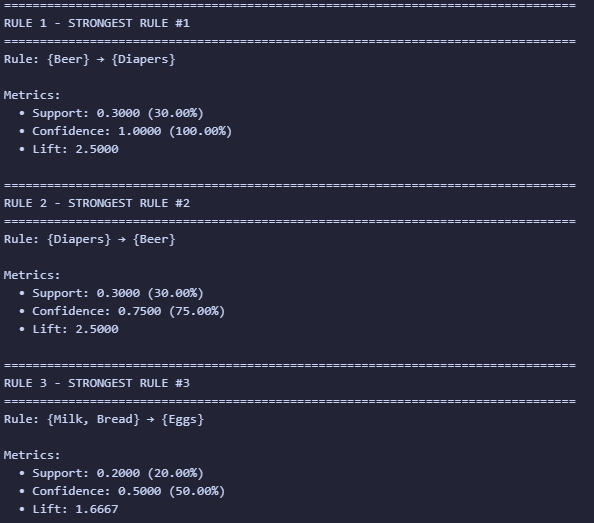 ================================================================================
RULE 1 - STRONGEST RULE #1
================================================================================
Rule: {Beer} → {Diapers}

Metrics:
  • Support: 0.3000 (30.00%)
  • Confidence: 1.0000 (100.00%)
  • Lift: 2.5000

================================================================================
RULE 2 - STRONGEST RULE #2
================================================================================
Rule: {Diapers} → {Beer}

Metrics:
  • Support: 0.3000 (30.00%)
  • Confidence: 0.7500 (75.00%)
  • Lift: 2.5000

================================================================================
RULE 3 - STRONGEST RULE #3
================================================================================
Rule: {Milk, Bread} → {Eggs}

Metrics:
  • Support: 0.2000 (20.00%)
  • Confidence: 0.5000 (50.00%)
  • Lift: 1.6667